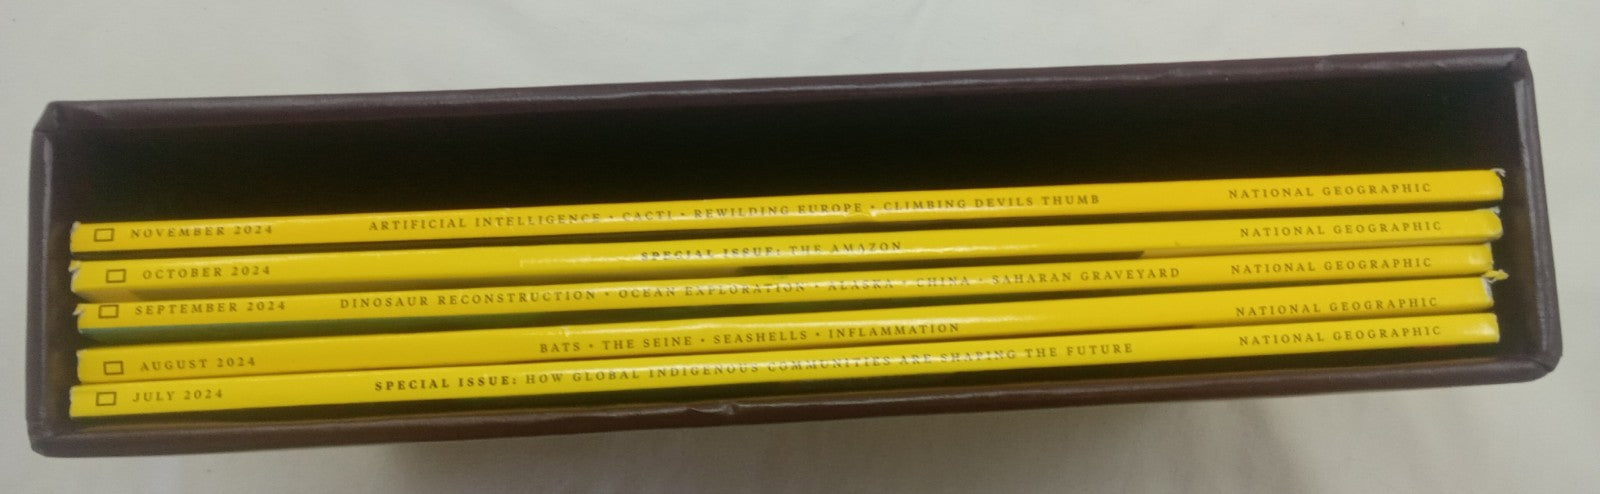 NOVEMBER 2024 ARTIFICIAL INTELLIGENCE • CACTI • REWILDING EUROPE • CLIMBING DEVILS THUMB NATIONAL GEOGRAPHIC
OCTOBER 2024 SPECIAL ISSUE: THE AMAZON NATIONAL GEOGRAPHIC
SEPTEMBER 2024 DINOSAUR RECONSTRUCTION • OCEAN EXPLORATION • ALASKA • CHINA • SAHARAN GRAVEYARD NATIONAL GEOGRAPHIC
AUGUST 2024 BATS • THE SEINE • SEASHELLS • INFLAMMATION NATIONAL GEOGRAPHIC
JULY 2024 SPECIAL ISSUE: HOW GLOBAL INDIGENOUS COMMUNITIES ARE SHAPING THE FUTURE NATIONAL GEOGRAPHIC